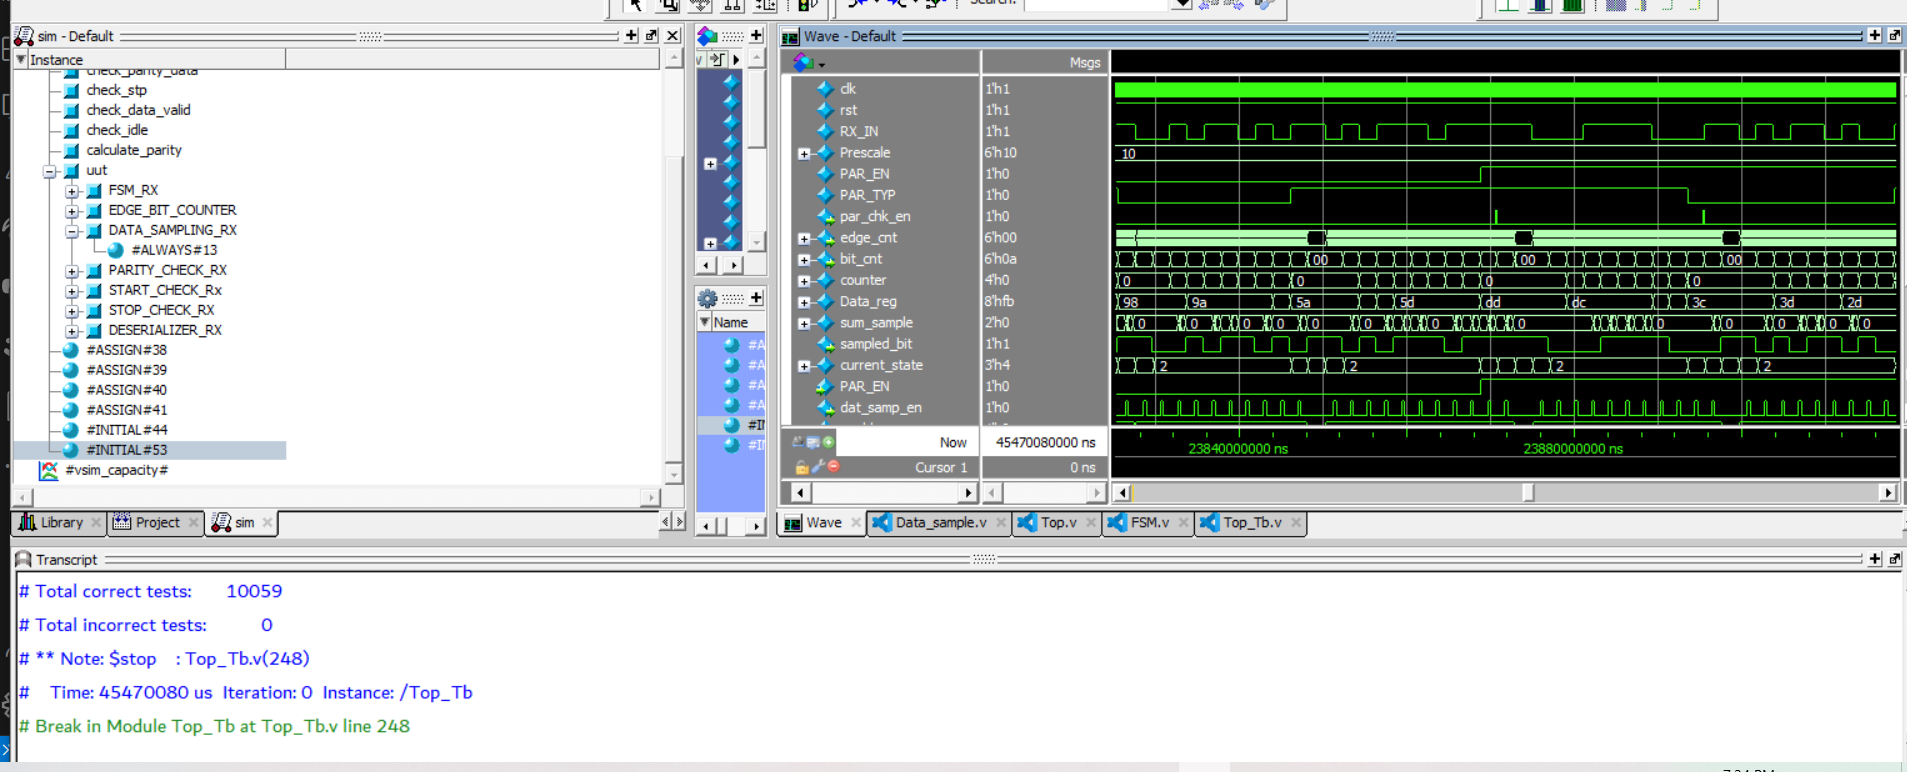 Search:
sim - Default
Instance
check_parity_data
check_stp
check_data_valid
check_idle
calculate_parity
uut
FSM_RX
EDGE_BIT_COUNTER
DATA_SAMPLING_RX
#ALWAYS#13
PARITY_CHECK_RX
START_CHECK_Rx
STOP_CHECK_RX
DESERIALIZER_RX
#ASSIGN#38
#ASSIGN#39
#ASSIGN#40
#ASSIGN#41
#INITIAL#44
#INITIAL#53
#vsim_capacity#
Library
Project
sim
Name
#A
#A
#A
#A
#IN
#IN
Wave - Default
Msgs
clk 1'h1
rst 1'h1
RX_IN 1'h1
Prescale 6'h10 10
PAR_EN 1'h0
PAR_TYP 1'h0
par_chk_en 1'h0
edge_cnt 6'h00
bit_cnt 6'h0a 00 00 00
counter 4'h0 0 0 0 0
Data_reg 8'hfb 98 9a 5a 5d dd dc 3c 3d 2d
sum_sample 2'h0 0 0 0 0 0 0 0 0 0 0 0 0
sampled_bit 1'h1
current_state 3'h4 2 2 2 2
PAR_EN 1'h0
dat_samp_en 1'h0
Now 45470080000 ns 23840000000 ns 23880000000 ns
Cursor 1 0 ns
Wave
Data_sample.v
Top.v
FSM.v
Top_Tb.v
Transcript
# Total correct tests: 10059
# Total incorrect tests: 0
# ** Note: $stop : Top_Tb.v(248)
# Time: 45470080 us Iteration: 0 Instance: /Top_Tb
# Break in Module Top_Tb at Top_Tb.v line 248